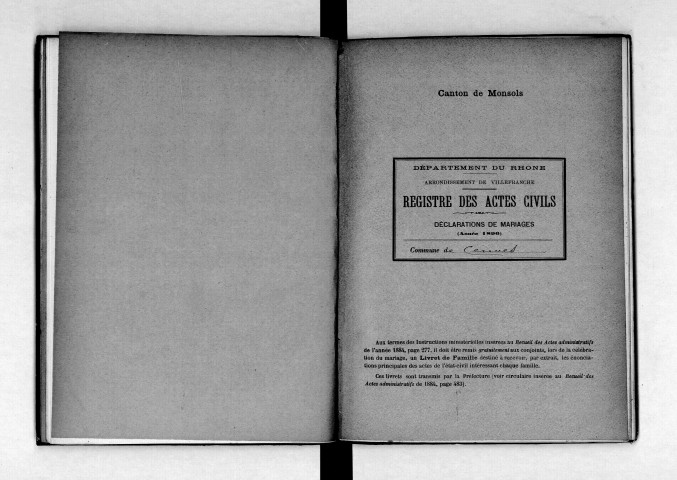 Canton de Monsols
DÉPARTEMENT DU RHONE
ARRONDISSEMENT DE VILLEFRANCHE
REGISTRE DES ACTES CIVILS
DÉCLARATIONS DE MARIAGES
(Année 1896)
Commune de Cenves
Aux termes des Instructions ministérielles insérées au Recueil des Actes administratifs
de l'année 1884, page 277, il doit être remis gratuitement aux conjoints, lors de la célébra-
tion du mariage, un Livret de Famille destiné à recevoir, par extrait, les énoncia-
tions principales des actes de l'état-civil intéressant chaque famille.
Ces livrets sont transmis par la Préfecture (voir circulaire insérée au Recueil des
Actes administratifs de 1884, page 483).